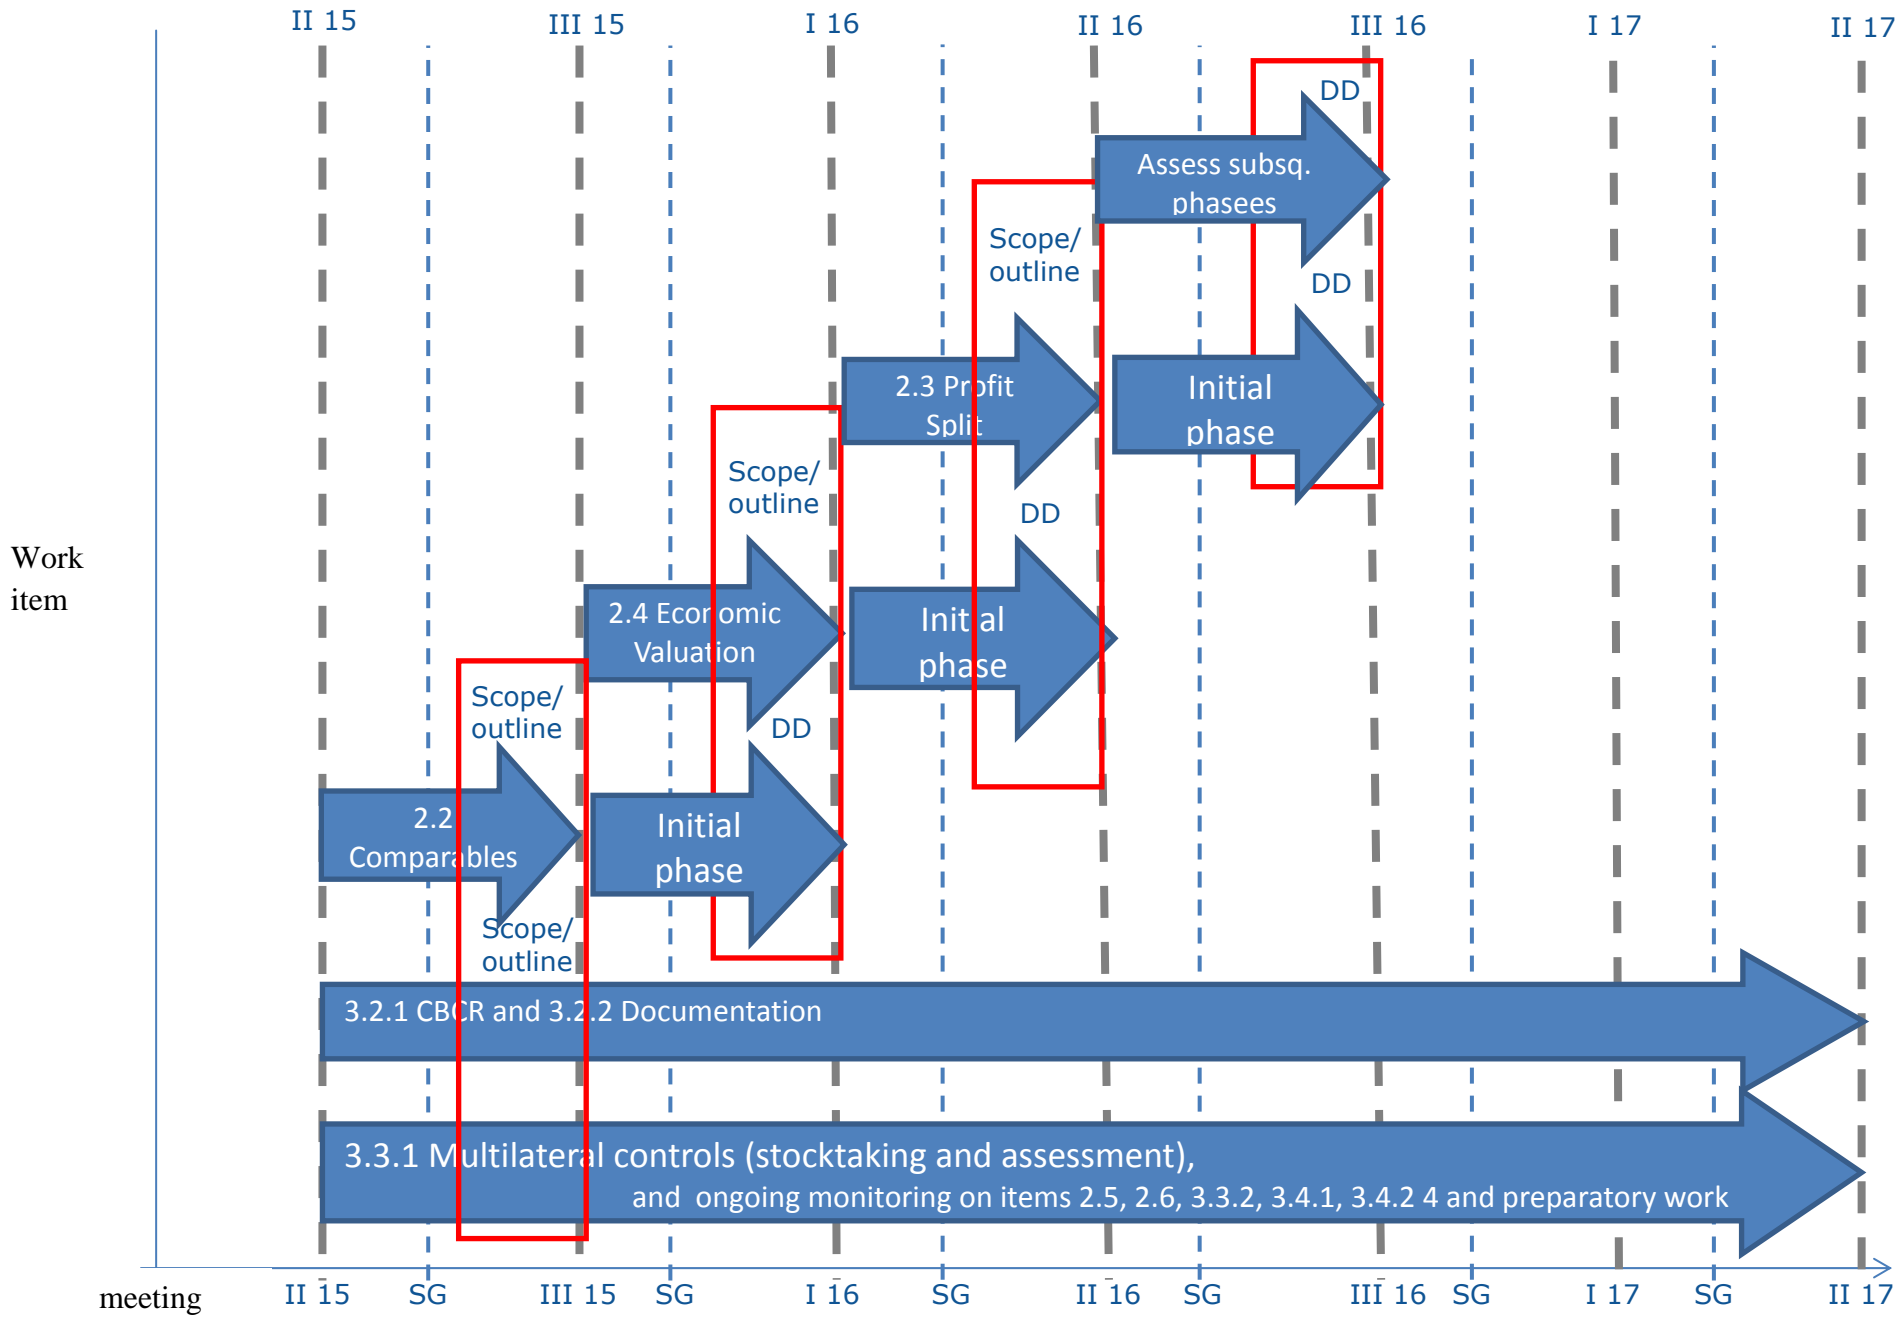 II 15
III 15
I 16
II 16
III 16
I 17
II 17
DD
Assess subsq.
phasees
Scope/
outline
DD
2.3 Profit
Split
Initial
phase
Scope/
outline
DD
Work
item
2.4 Economic
Valuation
Initial
phase
Scope/
outline
DD
2.2
Comparables
Initial
phase
Scope/
outline
3.2.1 CBCR and 3.2.2 Documentation
3.3.1 Multilateral controls (stocktaking and assessment),
and ongoing monitoring on items 2.5, 2.6, 3.3.2, 3.4.1, 3.4.2 4 and preparatory work
meeting
II 15
SG
III 15
SG
I 16
SG
II 16
SG
III 16
SG
I 17
SG
II 17